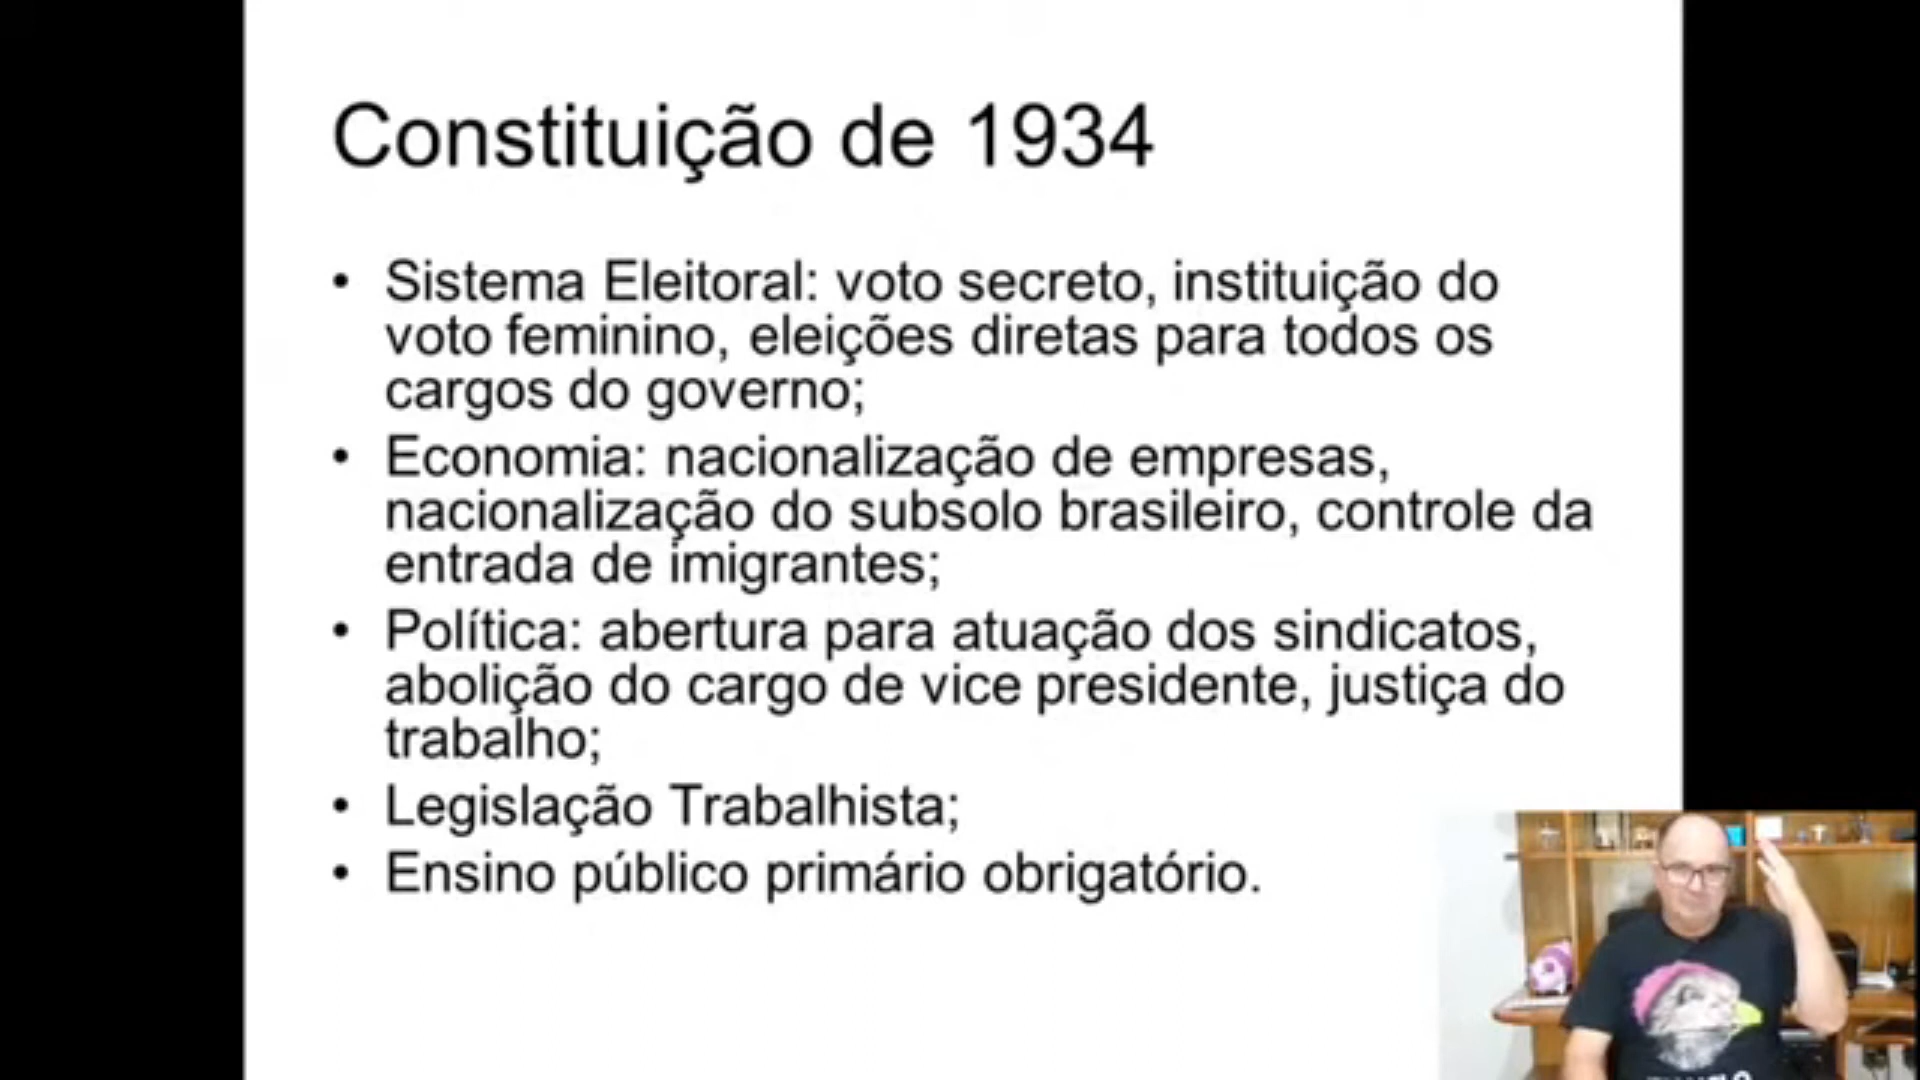 Constituição de 1934
• Sistema Eleitoral: voto secreto, instituição do
voto feminino, eleições diretas para todos os
cargos do governo;
• Economia: nacionalização de empresas,
nacionalização do subsolo brasileiro, controle da
entrada de imigrantes;
• Política: abertura para atuação dos sindicatos,
abolição do cargo de vice presidente, justiça do
trabalho;
• Legislação Trabalhista;
• Ensino público primário obrigatório.